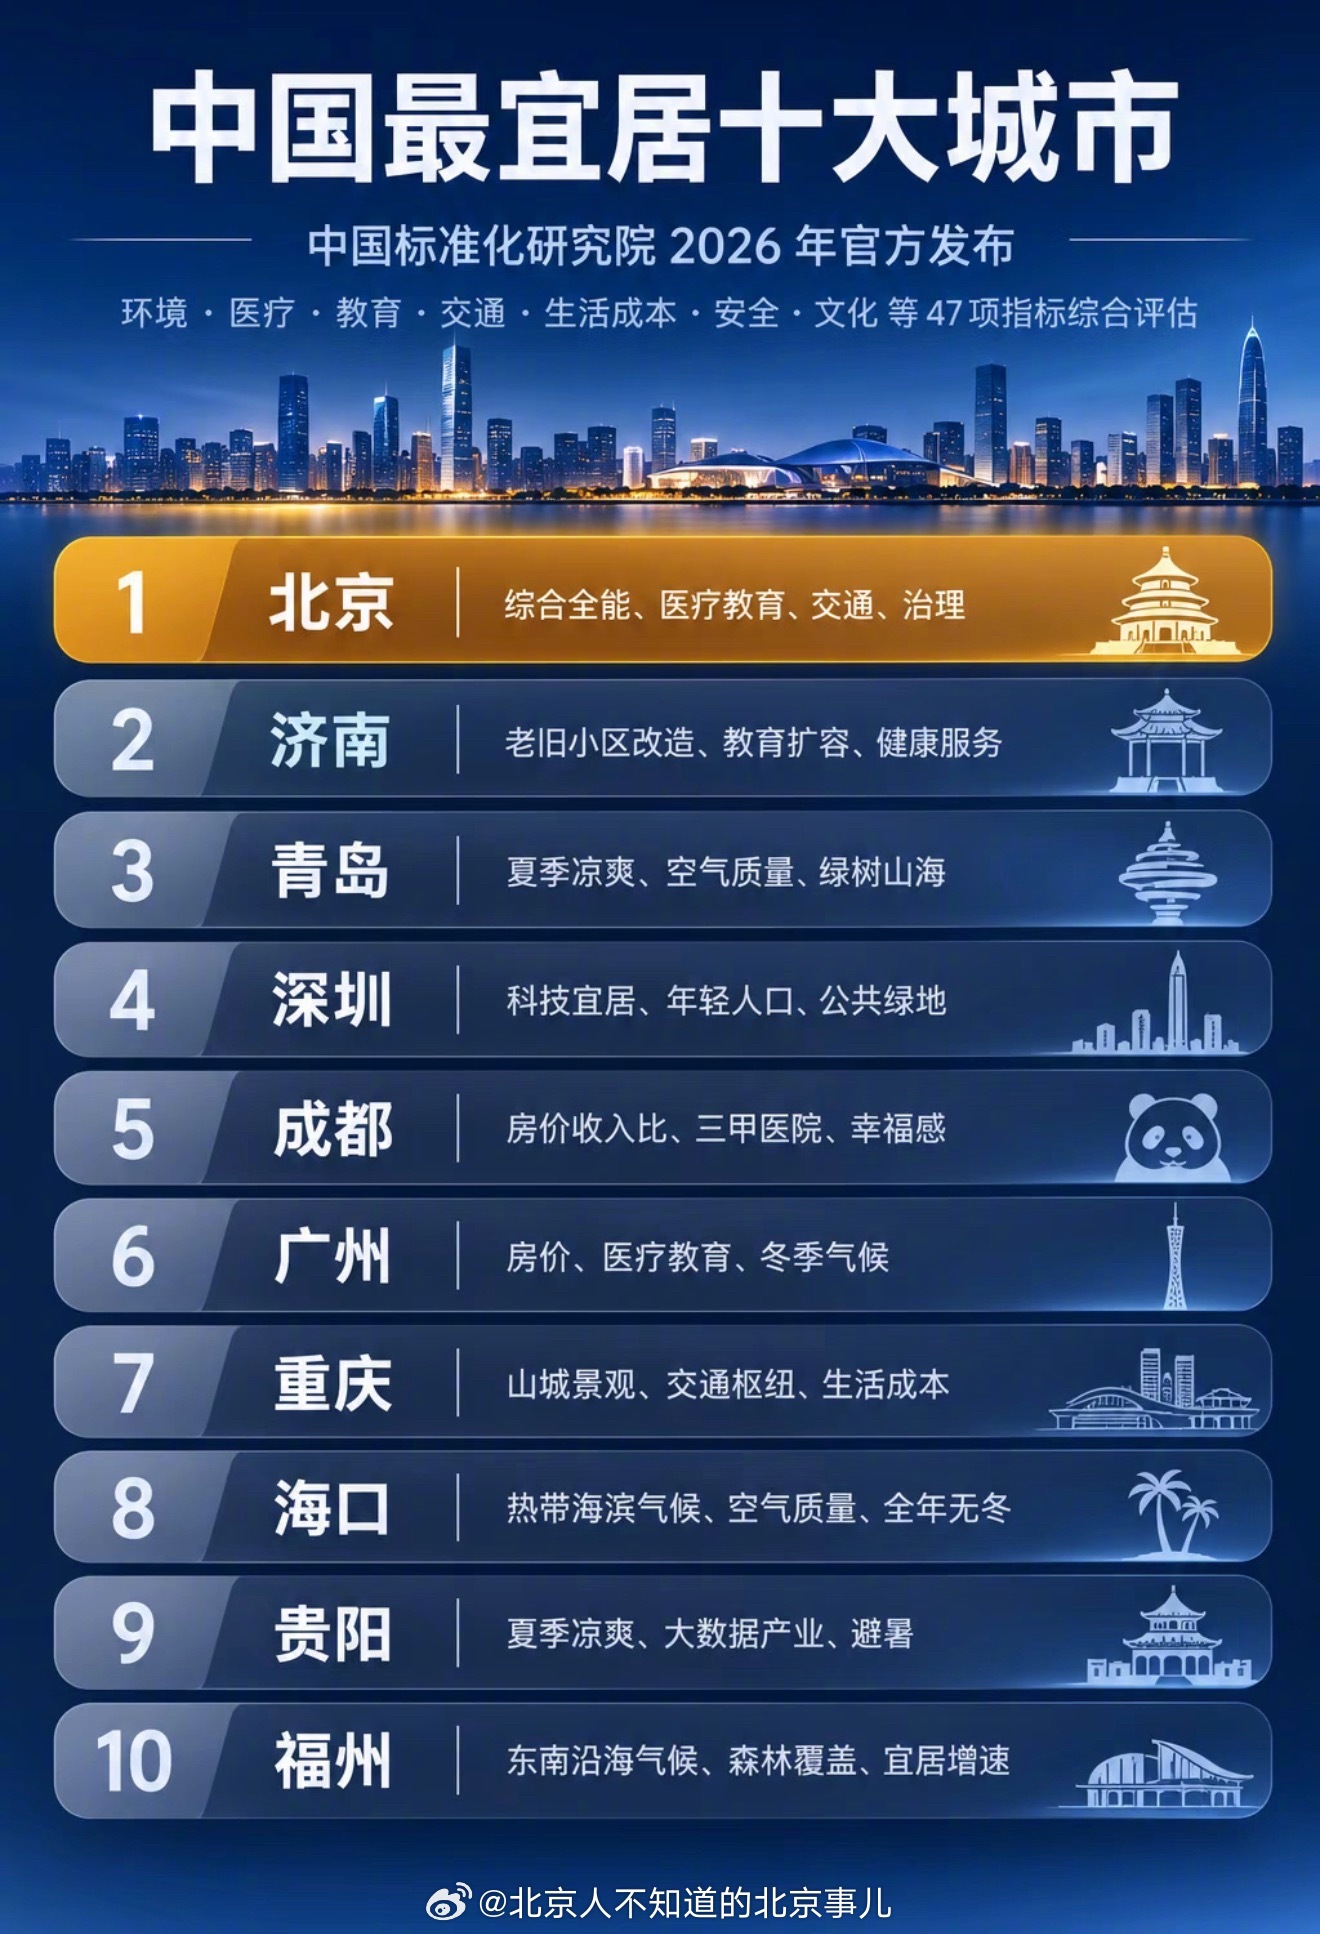 中国最宜居十大城市
中国标准化研究院 2026 年官方发布
环境・医疗・教育・交通・生活成本・安全・文化 等 47 项指标综合评估
1 北京 综合全能、医疗教育、交通、治理
2 济南 老旧小区改造、教育扩容、健康服务
3 青岛 夏季凉爽、空气质量、绿树山海
4 深圳 科技宜居、年轻人口、公共绿地
5 成都 房价收入比、三甲医院、幸福感
6 广州 房价、医疗教育、冬季气候
7 重庆 山城景观、交通枢纽、生活成本
8 海口 热带海滨气候、空气质量、全年无冬
9 贵阳 夏季凉爽、大数据产业、避暑
10 福州 东南沿海气候、森林覆盖、宜居增速
@北京人不知道的北京事儿